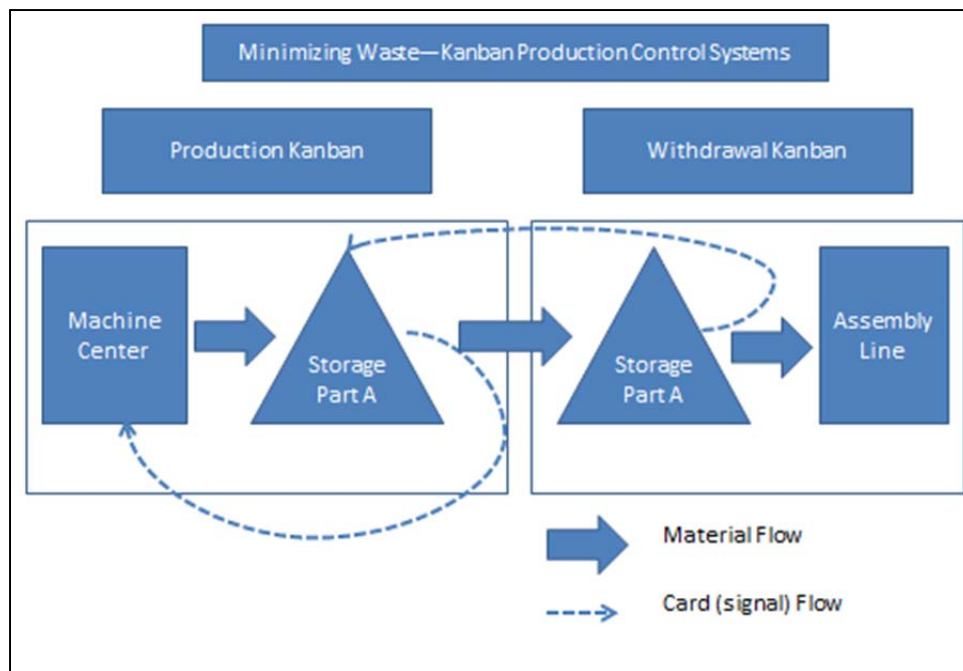 Minimizing Waste—Kanban Production Control Systems
Production Kanban
Withdrawal Kanban
Machine
Center
Storage
Part A
Storage
Part A
Assembly
Line
Material Flow
Card (signal) Flow